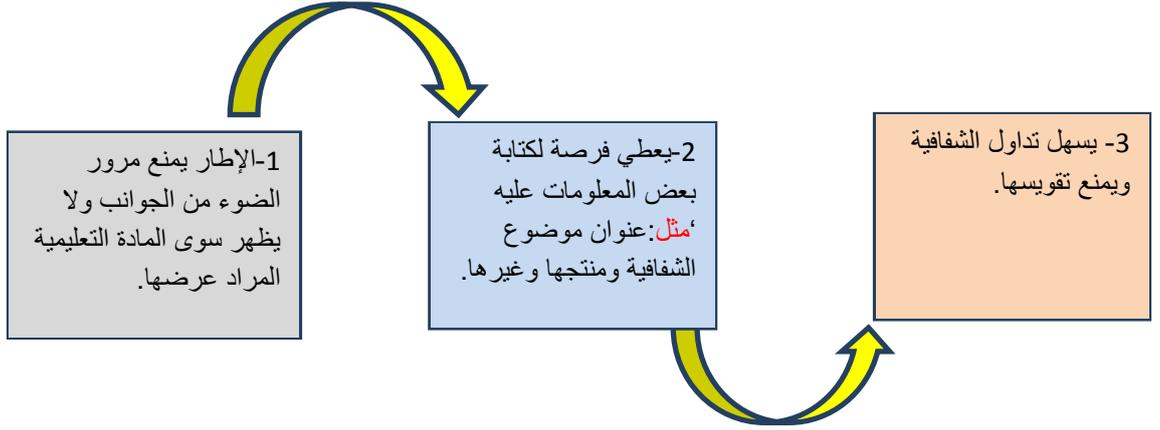 1-الإطار يمنع مرور
الضوء من الجوانب ولا
يظهر سوى المادة التعليمية
المراد عرضها.
2-يعطي فرصة لكتابة
بعض المعلومات عليه
‘مثل:عنوان موضوع
الشفافية ومنتجها وغيرها.
3- يسهل تداول الشفافية
ويمنع تقويسها.